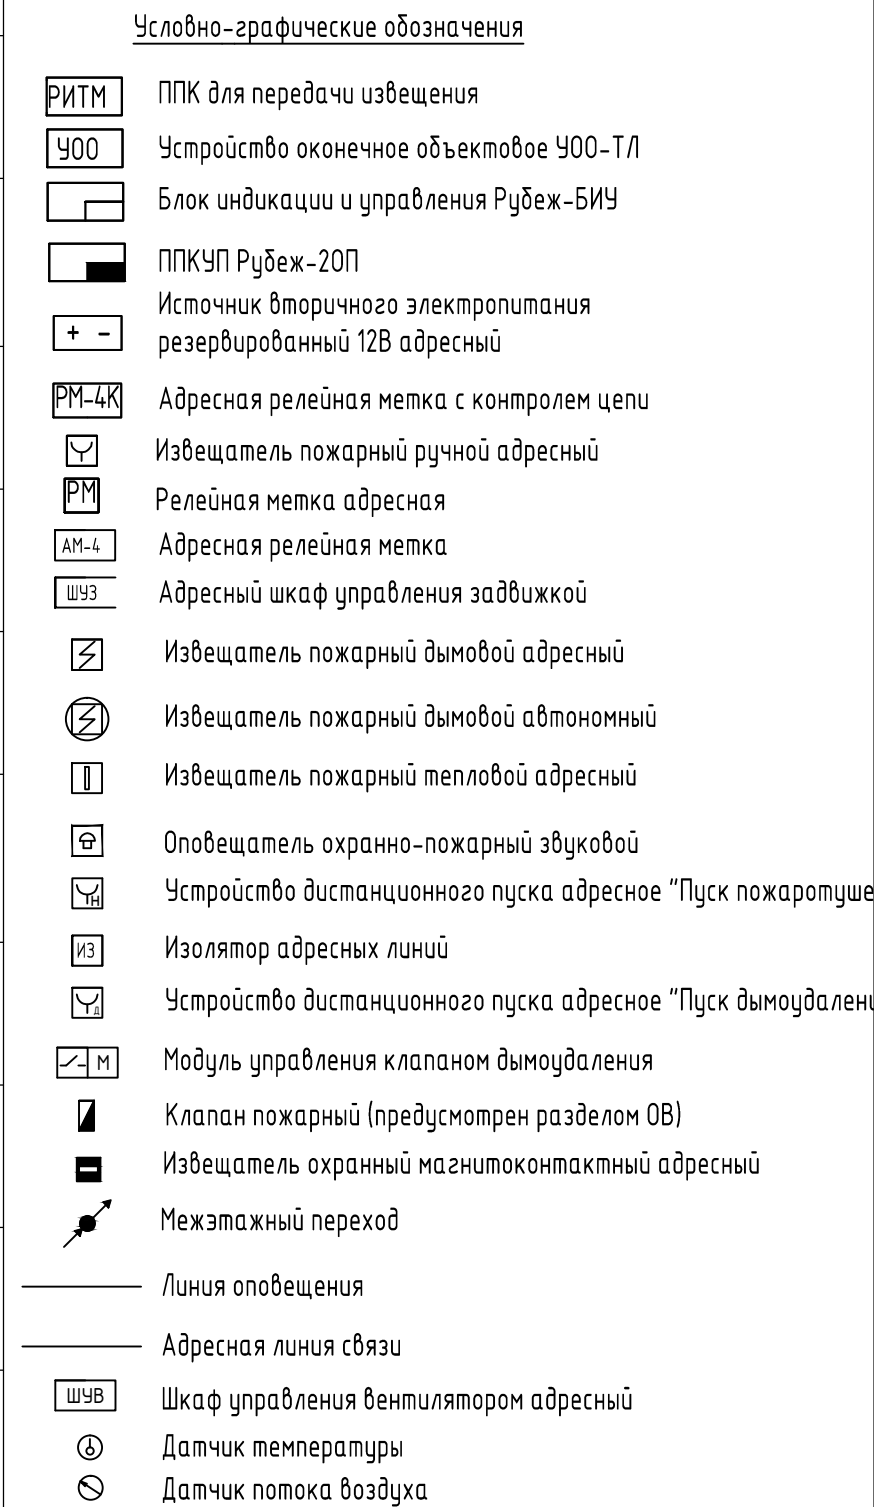 Условно-графические обозначения
РИТМ ППК для передачи извещения
УОО Устройство оконечное объектовое УОО-ТЛ
Блок индикации и управления Рубеж-БИУ
ППКУП Рубеж-2ОП
Источник вторичного электропитания
+ - резервированный 12В адресный
РМ-4К Адресная релейная метка с контролем цепи
Извещатель пожарный ручной адресный
РМ Релейная метка адресная
АМ-4 Адресная релейная метка
ШУЗ Адресный шкаф управления задвижкой
Извещатель пожарный дымовой адресный
Извещатель пожарный дымовой автономный
Извещатель пожарный тепловой адресный
Оповещатель охранно-пожарный звуковой
Н Устройство дистанционного пуска адресное "Пуск пожаротуше
ИЗ Изолятор адресных линий
Д Устройство дистанционного пуска адресное "Пуск дымоудалени
М Модуль управления клапаном дымоудаления
Клапан пожарный (предусмотрен разделом ОВ)
Извещатель охранный магнитоконтактный адресный
Межэтажный переход
Линия оповещения
Адресная линия связи
ШУВ Шкаф управления вентилятором адресный
Датчик температуры
Датчик потока воздуха